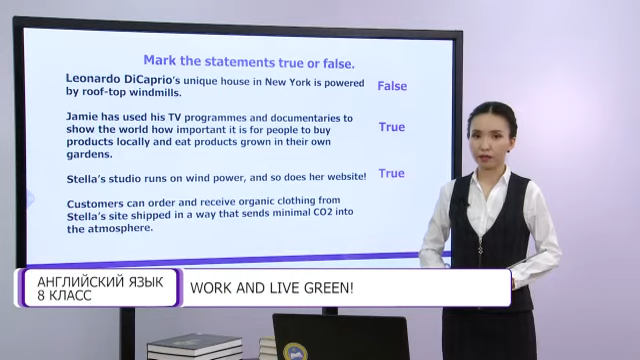 Mark the statements true or false.
Leonardo DiCaprio's unique house in New York is powered
by roof-top windmills.
False
Jamie has used his TV programmes and documentaries to
show the world how important it is for people to buy
products locally and eat products grown in their own
gardens.
True
Stella's studio runs on wind power, and so does her website!
True
Customers can order and receive organic clothing from
Stella's site shipped in a way that sends minimal CO2 into
the atmosphere.
АНГЛИЙСКИЙ ЯЗЫК
8 КЛАСС
WORK AND LIVE GREEN!